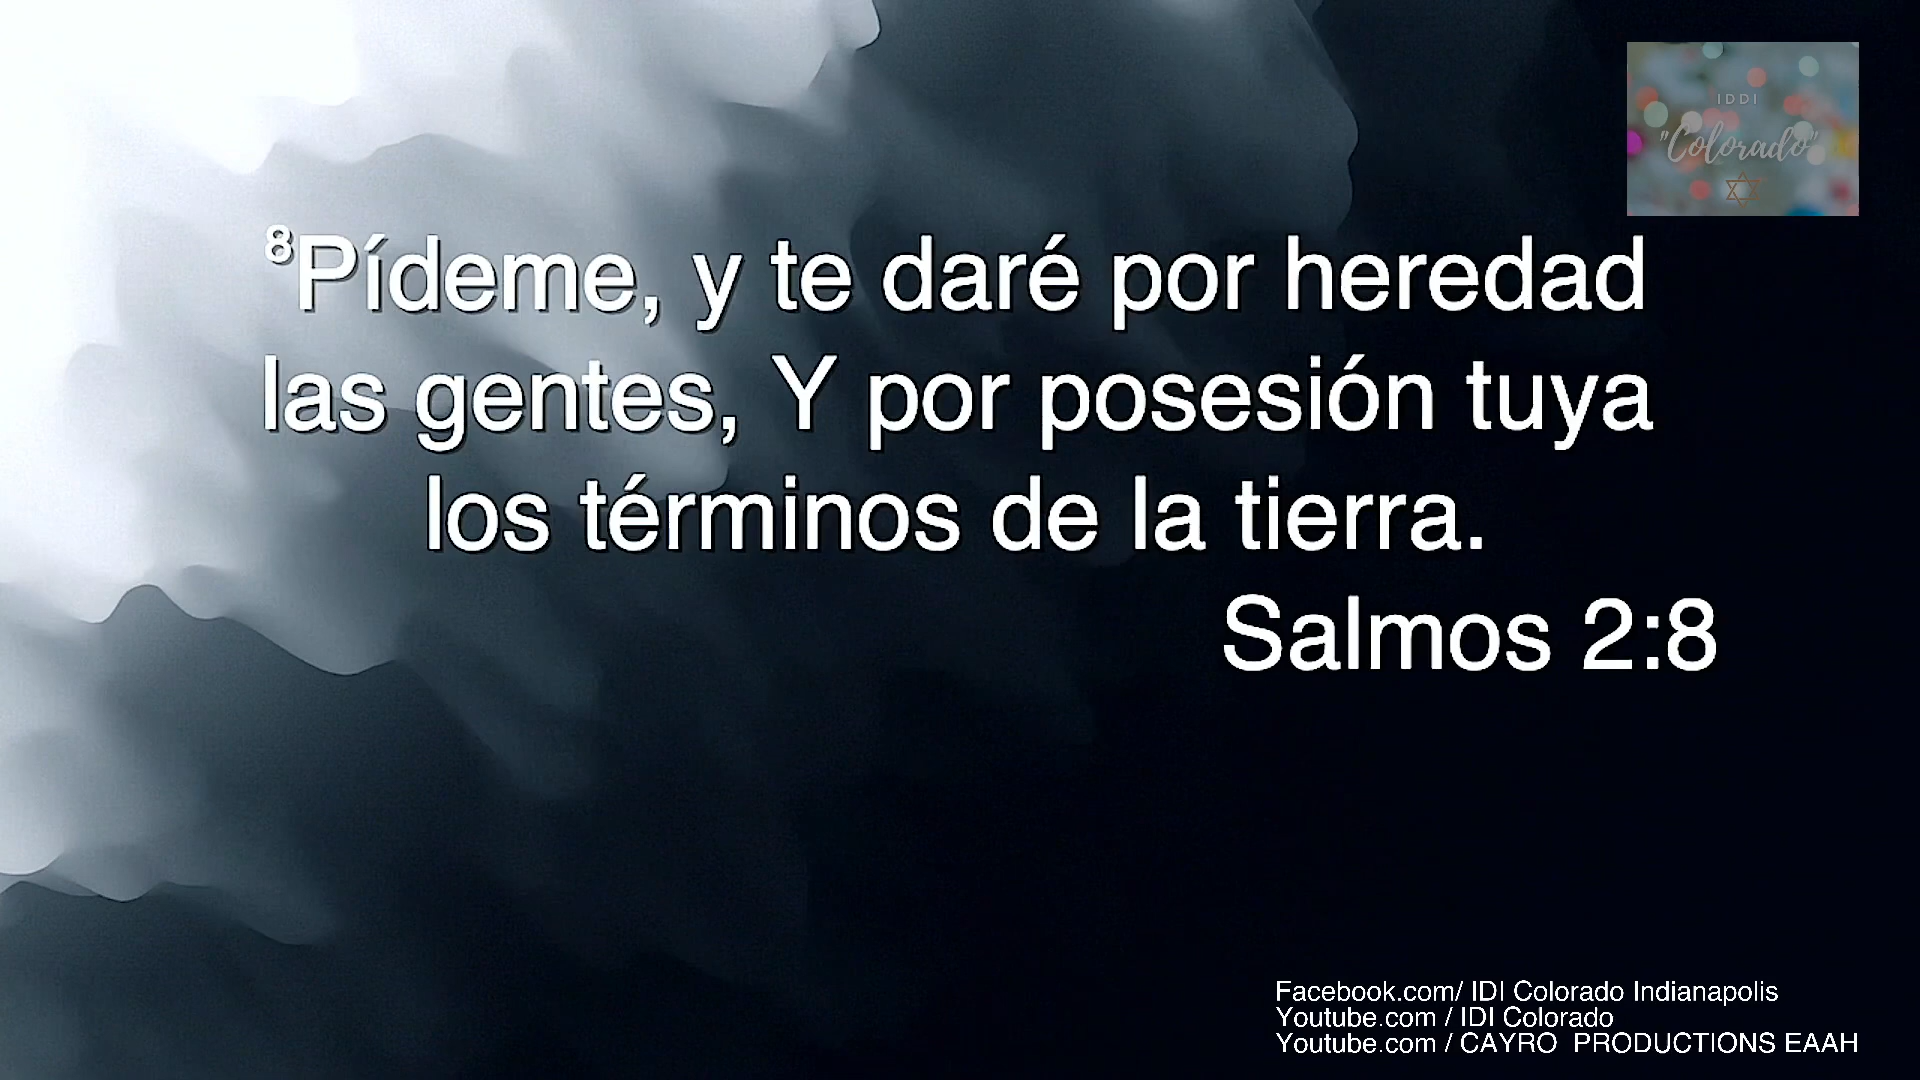 IDDI
"Colorado"
⁸Pídeme, y te daré por heredad
las gentes, Y por posesión tuya
los términos de la tierra.
Salmos 2:8
Facebook.com/ IDI Colorado Indianapolis
Youtube.com / IDI Colorado
Youtube.com / CAYRO  PRODUCTIONS EAAH